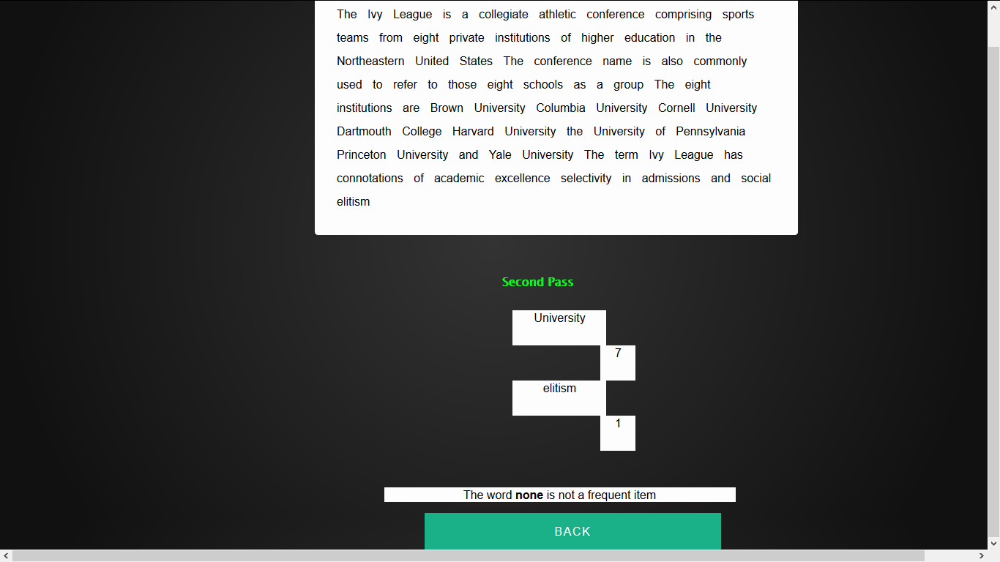 The Ivy League is a collegiate athletic conference comprising sports
teams from eight private institutions of higher education in the
Northeastern United States The conference name is also commonly
used to refer to those eight schools as a group The eight
institutions are Brown University Columbia University Cornell University
Dartmouth College Harvard University the University of Pennsylvania
Princeton University and Yale University The term Ivy League has
connotations of academic excellence selectivity in admissions and social
elitism
Second Pass
University
7
elitism
1
The word none is not a frequent item
BACK